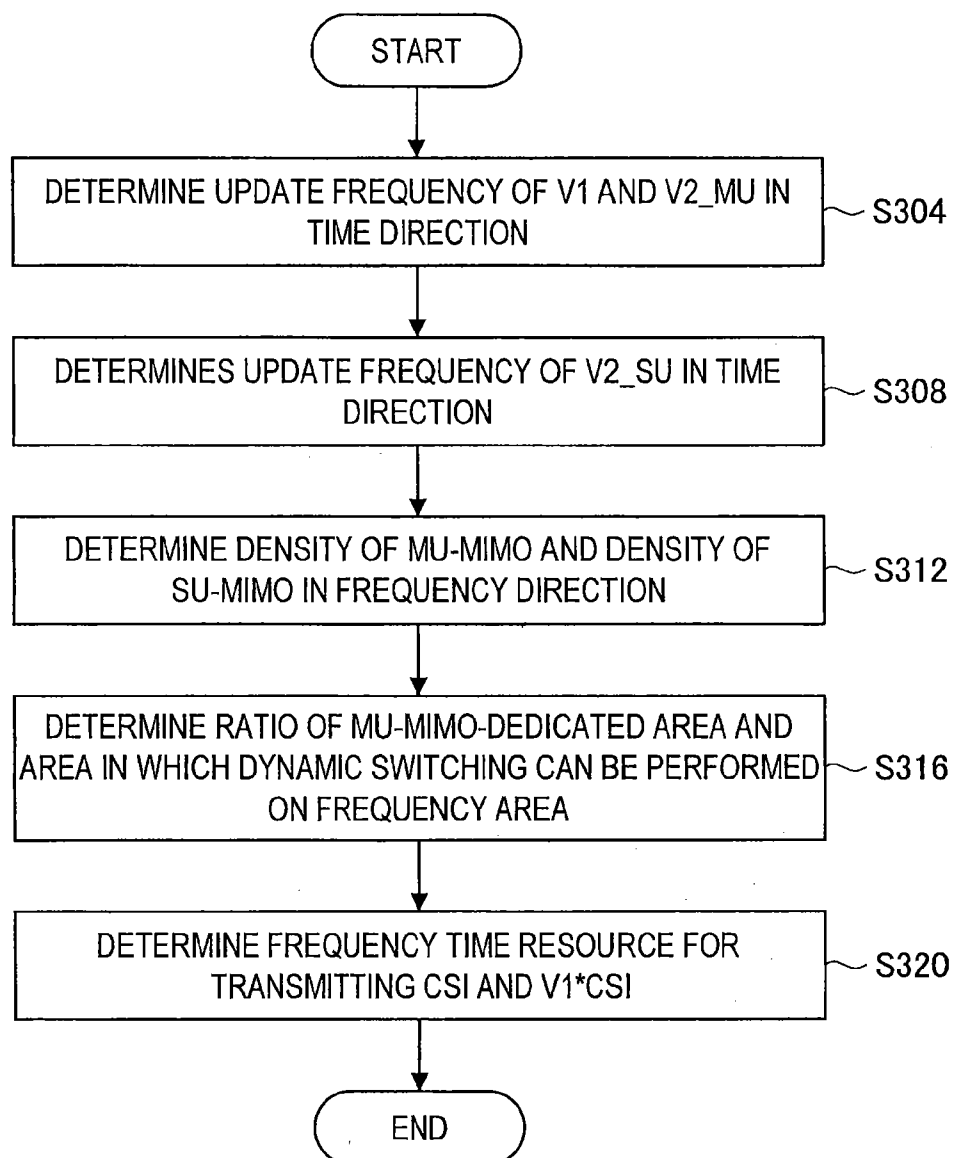 START
DETERMINE UPDATE FREQUENCY OF V1 AND V2_MU IN
TIME DIRECTION
S304
DETERMINES UPDATE FREQUENCY OF V2_SU IN TIME
DIRECTION
S308
DETERMINE DENSITY OF MU-MIMO AND DENSITY OF
SU-MIMO IN FREQUENCY DIRECTION
S312
DETERMINE RATIO OF MU-MIMO-DEDICATED AREA AND
AREA IN WHICH DYNAMIC SWITCHING CAN BE PERFORMED
ON FREQUENCY AREA
S316
DETERMINE FREQUENCY TIME RESOURCE FOR
TRANSMITTING CSI AND V1*CSI
S320
END